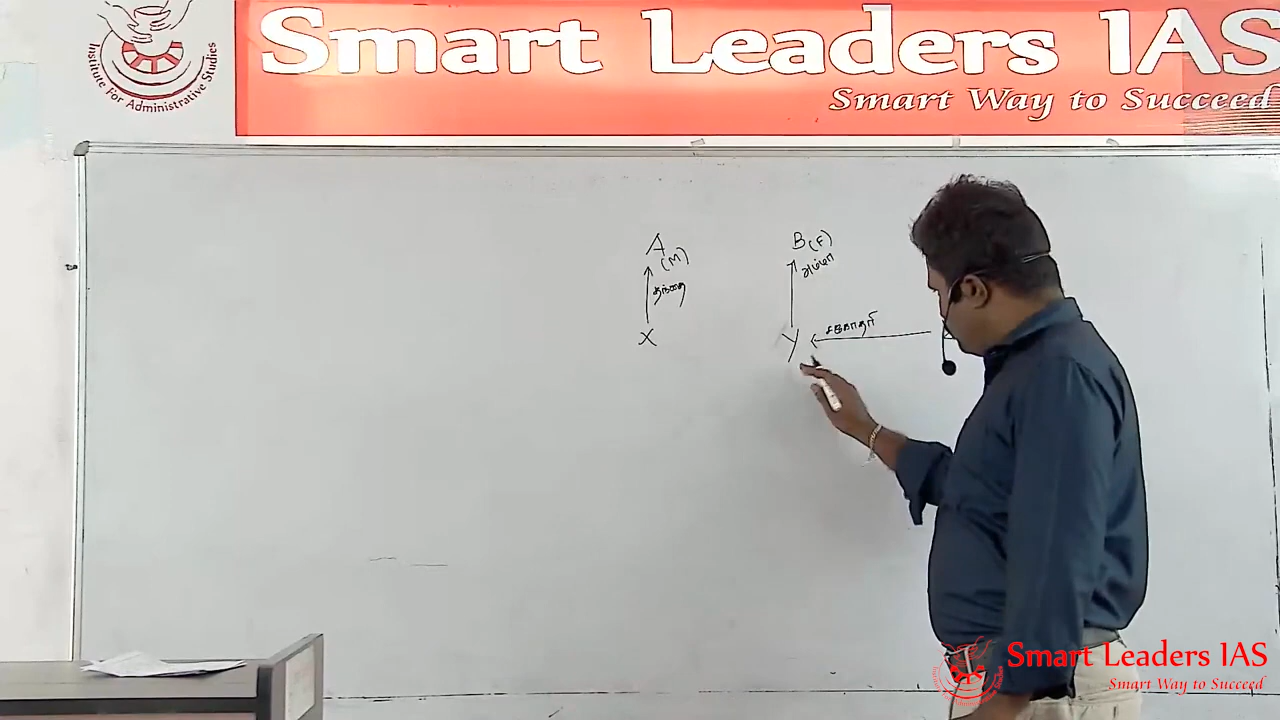 Institute For Administrative Studies
Smart Leaders IAS
Smart Way to Succeed
A
(M)
B(F)
அம்மா
தந்தை
X
Y
சகோதரி
Smart Leaders IAS
Smart Way to Succeed